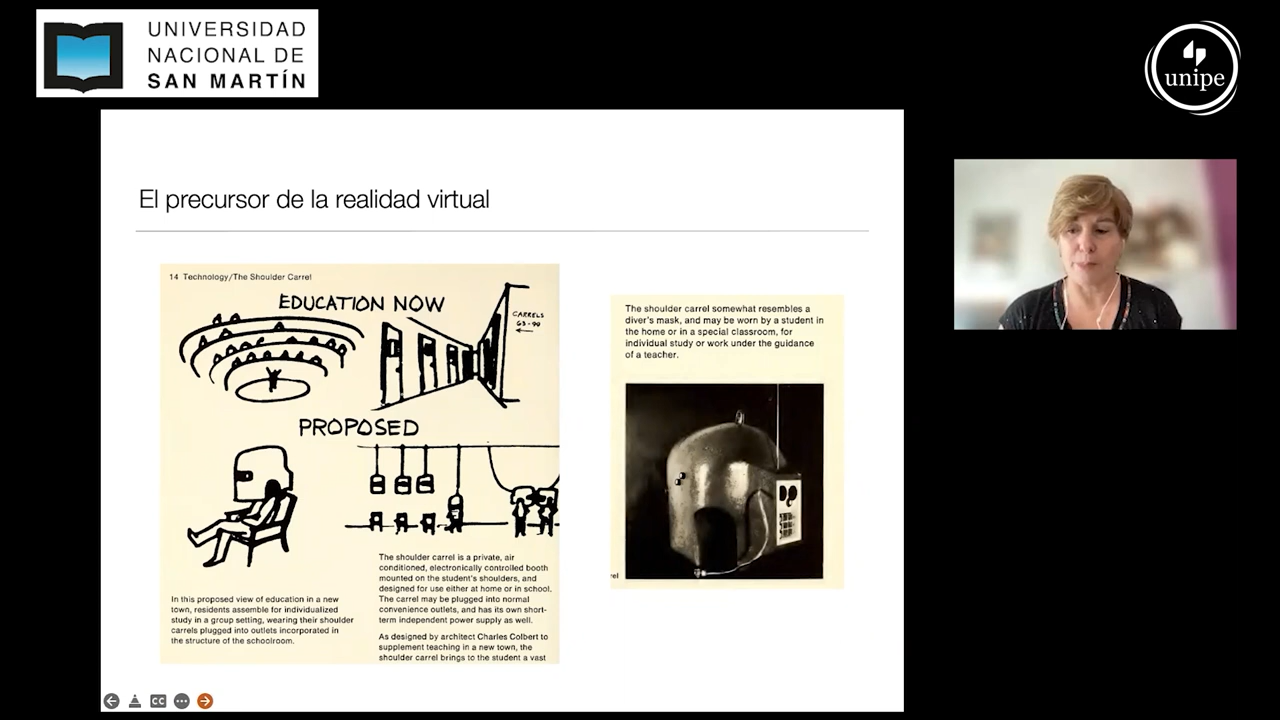 UNIVERSIDAD
NACIONAL DE
SAN MARTÍN
unipe
El precursor de la realidad virtual
14 Technology/The Shoulder Carrel
EDUCATION NOW
CARRELS
PROPOSED
In this proposed view of education in a new
town, residents assemble for individualized
study in a group setting, wearing their shoulder
carrels plugged into outlets incorporated in
the structure of the schoolroom.
The shoulder carrel is a private, air
conditioned, electronically controlled booth
mounted on the student's shoulders, and
designed for use either at home or in school.
The carrel may be plugged into normal
convenience outlets, and has its own short-
term independent power supply as well.
As designed by architect Charles Colbert to
supplement teaching in a new town, the
shoulder carrel brings to the student a vast
The shoulder carrel somewhat resembles a
diver's mask, and may be worn by a student in
the home or in a special classroom, for
individual study or work under the guidance
of a teacher.
rel
CC